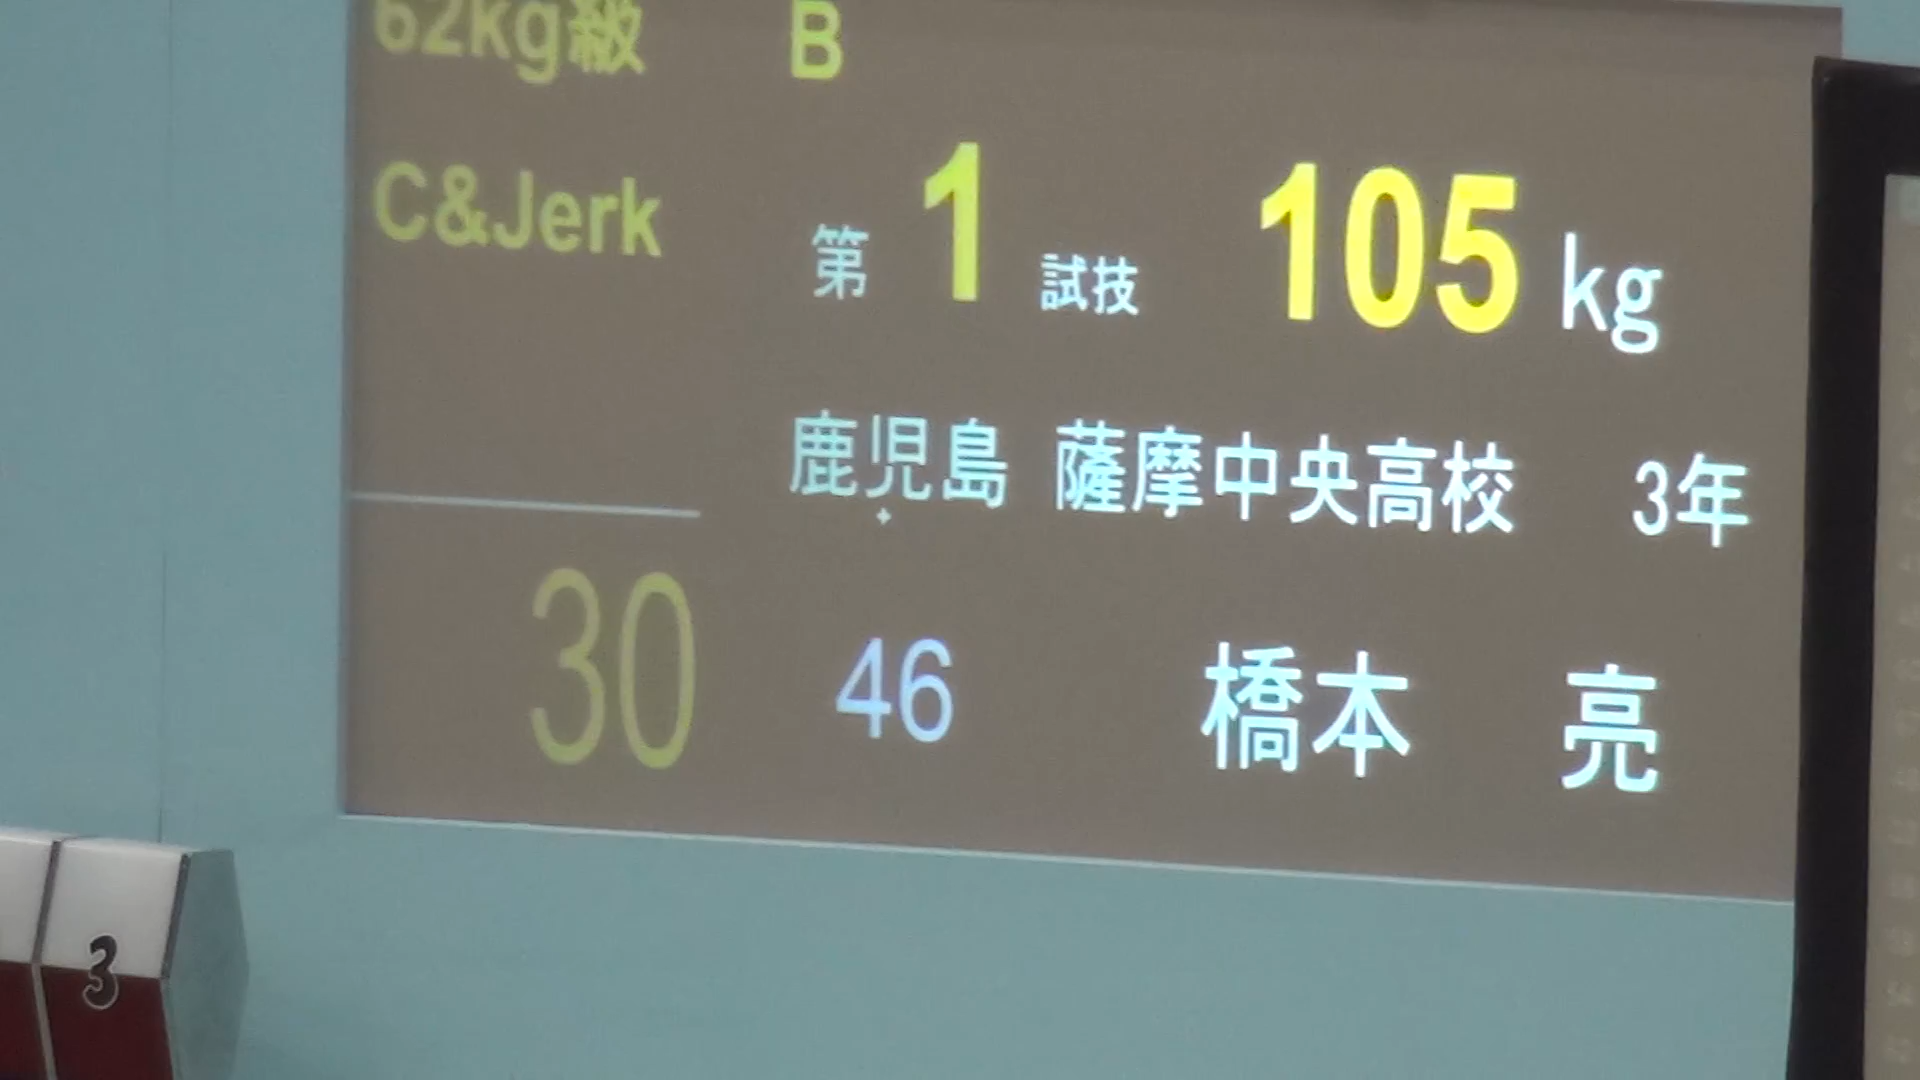 62kg級 B
C&Jerk 第 1 試技 105 kg
鹿児島 薩摩中央高校 3年
30 46 橋本 亮
3